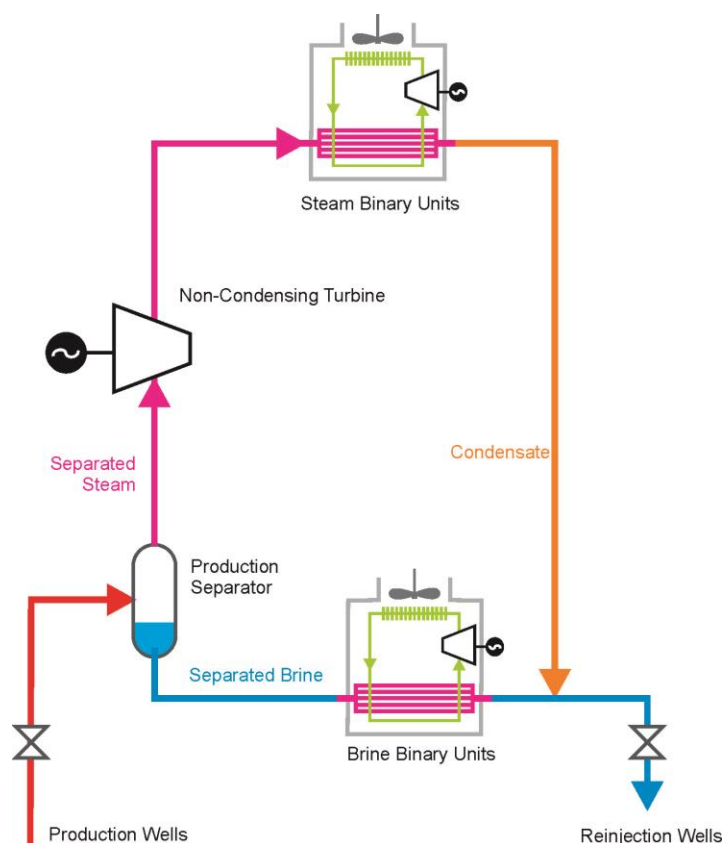 Steam Binary Units
Non-Condensing Turbine
Separated
Steam
Condensate
Production
Separator
Separated Brine
Brine Binary Units
Production Wells
Reinjection Wells